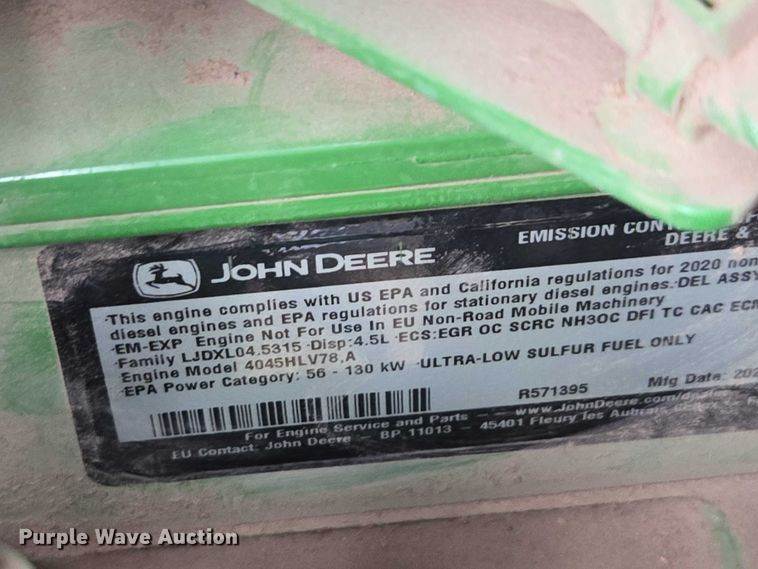 JOHN DEERE
EMISSION
DEERE &
·This engine complies with US EPA and California regulations for 2020 non
diesel engines and EPA regulations for stationary diesel engines.·DEL ASSY
·EM-EXP Engine Not For Use In EU Non-Road Mobile Machinery
·Family LJDXL04.5315 ·Disp:4.5L ·ECS:EGR OC SCRC NH3OC DFI TC CAC ECM
·Engine Model 4045HLV78,A
·EPA Power Category: 56 - 130 kW ·ULTRA-LOW SULFUR FUEL ONLY
R571395 Mfg Date: 202
For Engine Service and Parts – www.JohnDeere.com/
EU Contact: John Deere – BP 11013 – 45401 Fleury les Aubrais
Purple Wave Auction